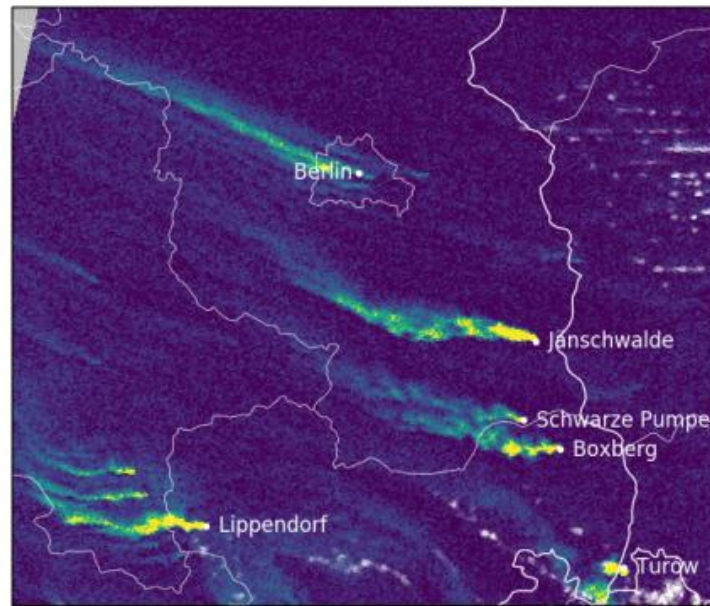 Berlin
Jänschwalde
Schwarze Pumpe
Boxberg
Lippendorf
Turow